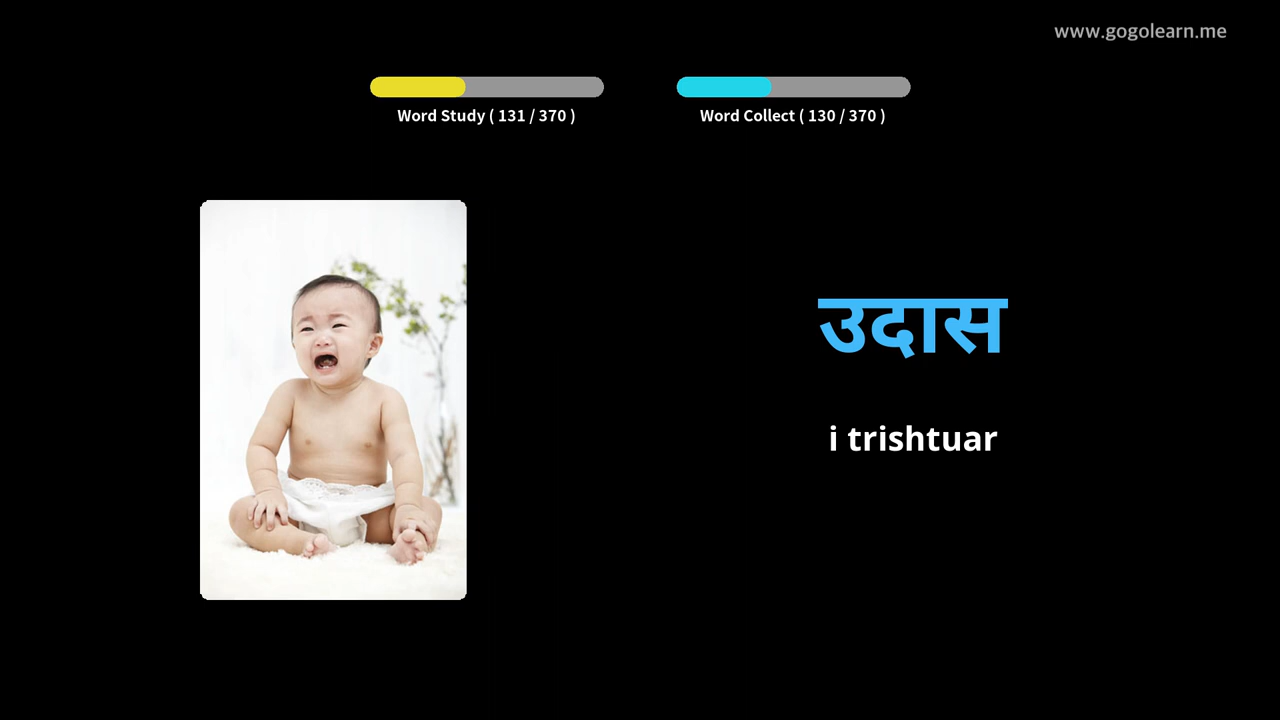 www.gogolearn.me
Word Study ( 131 / 370 )
Word Collect ( 130 / 370 )
उदास
i trishtuar